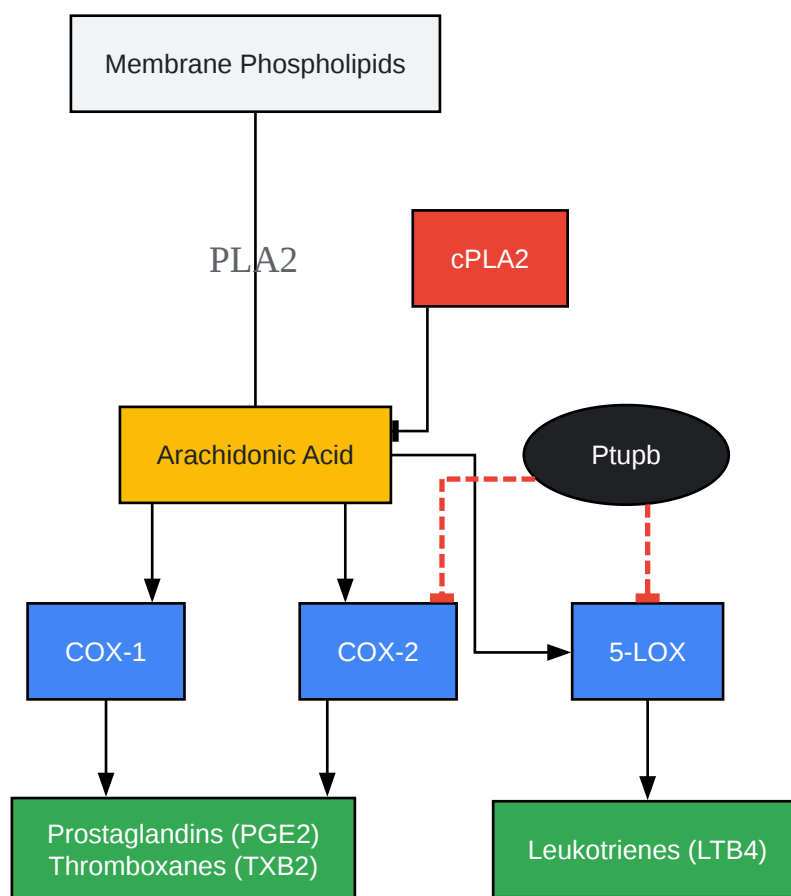 Membrane Phospholipids
PLA2
cPLA2
Arachidonic Acid
Ptupb
COX-1
COX-2
5-LOX
Prostaglandins (PGE2)
Thromboxanes (TXB2)
Leukotrienes (LTB4)